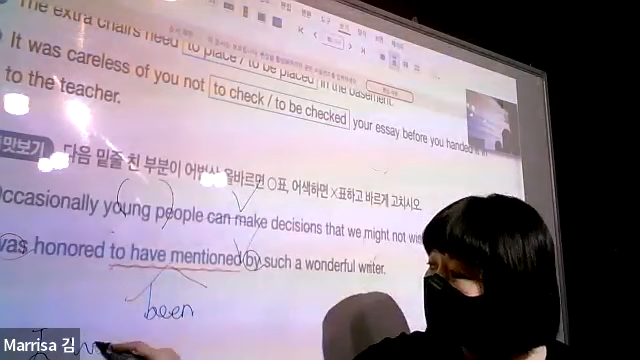 The extra chairs need to place / to be placed in the basement.
It was careless of you not to check / to be checked your essay before you handed it in
to the teacher.
맛보기 다음 밑줄 친 부분이 어법상 올바르면 ○표, 어색하면 ×표하고 바르게 고치시오.
Occasionally young people can make decisions that we might not
was honored to have mentioned by such a wonderful writer.
been
I
Marrisa 김